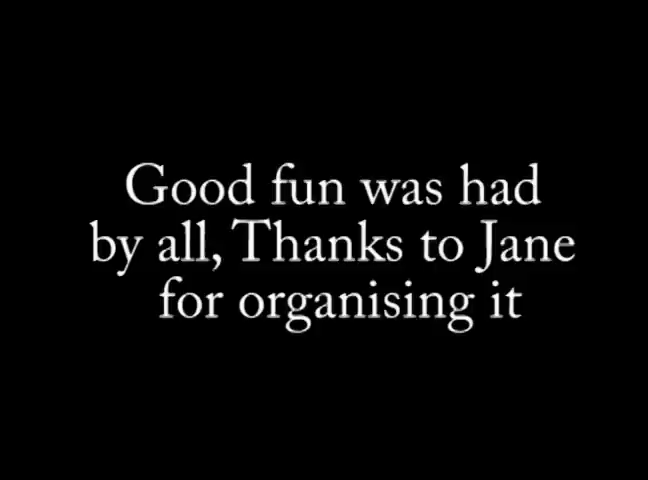 Good fun was had
by all, Thanks to Jane
for organising it